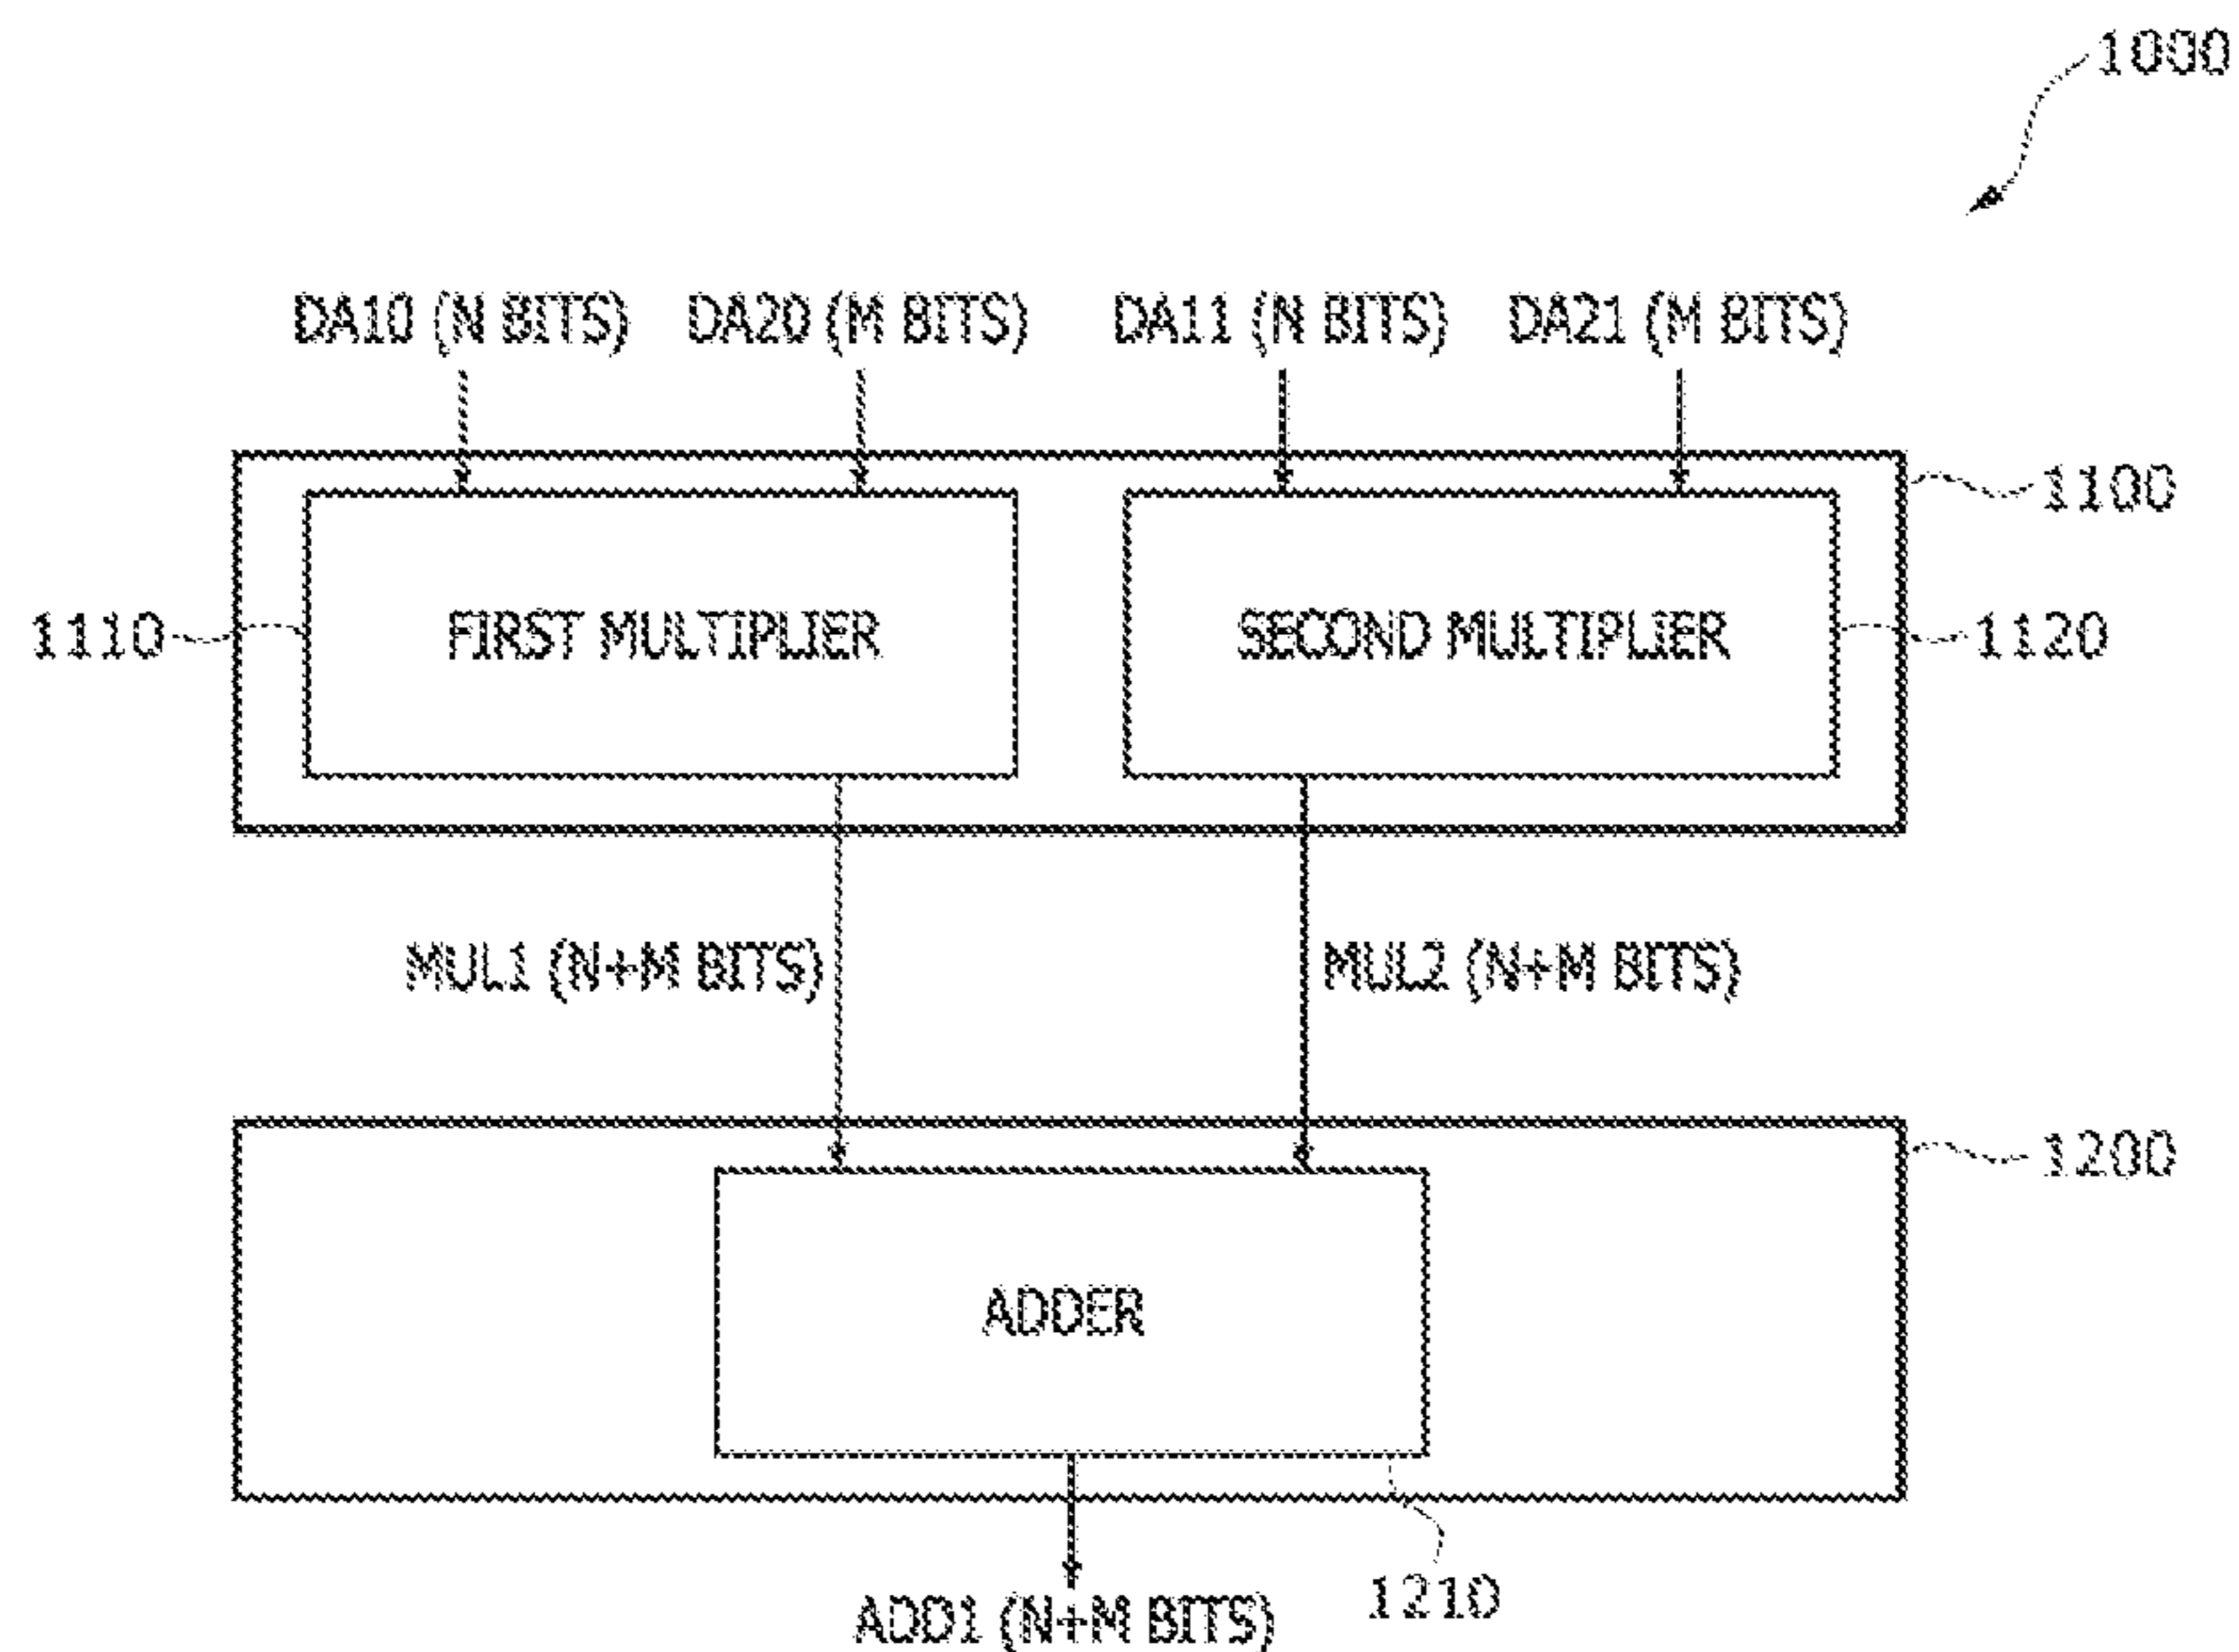 1000
DA10 (N BITS) DA20 (M BITS) DA11 (N BITS) DA21 (M BITS)
1100
1110 FIRST MULTIPLIER SECOND MULTIPLIER 1120
MUL1 (N+M BITS) MUL2 (N+M BITS)
1200
ADDER
1210
ADD1 (N+M BITS)